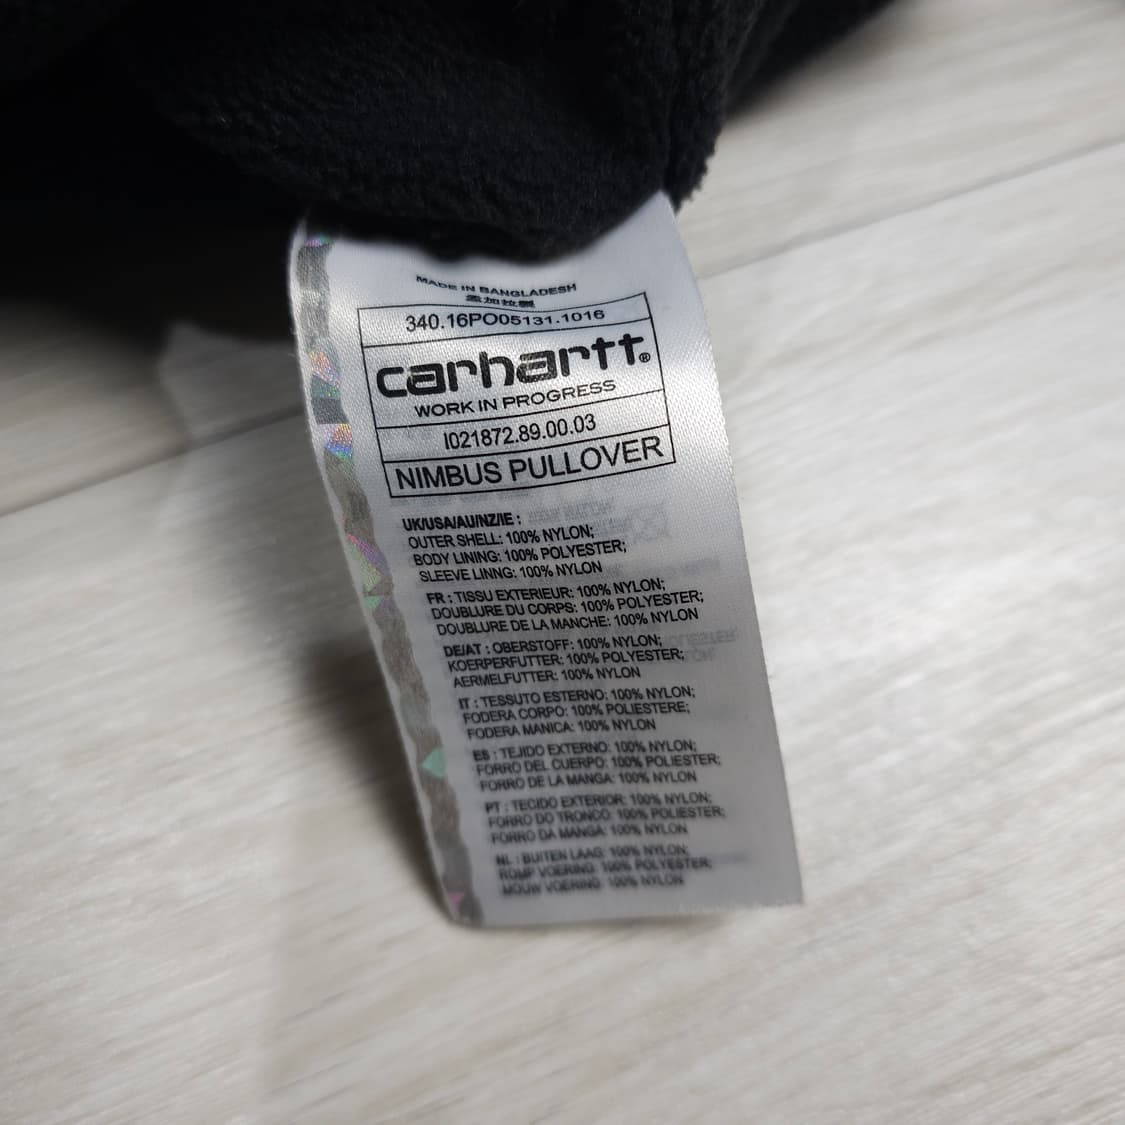 MADE IN BANGLADESH
孟加拉製
340.16PO05131.1016
carhartt®
WORK IN PROGRESS
I021872.89.00.03
NIMBUS PULLOVER
UK/USA/AU/NZ/IE :
OUTER SHELL: 100% NYLON;
BODY LINING: 100% POLYESTER;
SLEEVE LINNG: 100% NYLON
FR : TISSU EXTERIEUR: 100% NYLON;
DOUBLURE DU CORPS: 100% POLYESTER;
DOUBLURE DE LA MANCHE: 100% NYLON
DE/AT : OBERSTOFF: 100% NYLON;
KOERPERFUTTER: 100% POLYESTER;
AERMELFUTTER: 100% NYLON
IT : TESSUTO ESTERNO: 100% NYLON;
FODERA CORPO: 100% POLIESTERE;
FODERA MANICA: 100% NYLON
ES : TEJIDO EXTERNO: 100% NYLON;
FORRO DEL CUERPO: 100% POLIESTER;
FORRO DE LA MANGA: 100% NYLON
PT : TECIDO EXTERIOR: 100% NYLON;
FORRO DO TRONCO: 100% POLIESTER;
FORRO DA MANGA: 100% NYLON
NL : BUITEN LAAG: 100% NYLON;
ROMP VOERING: 100% POLYESTER;
MOUW VOERING: 100% NYLON